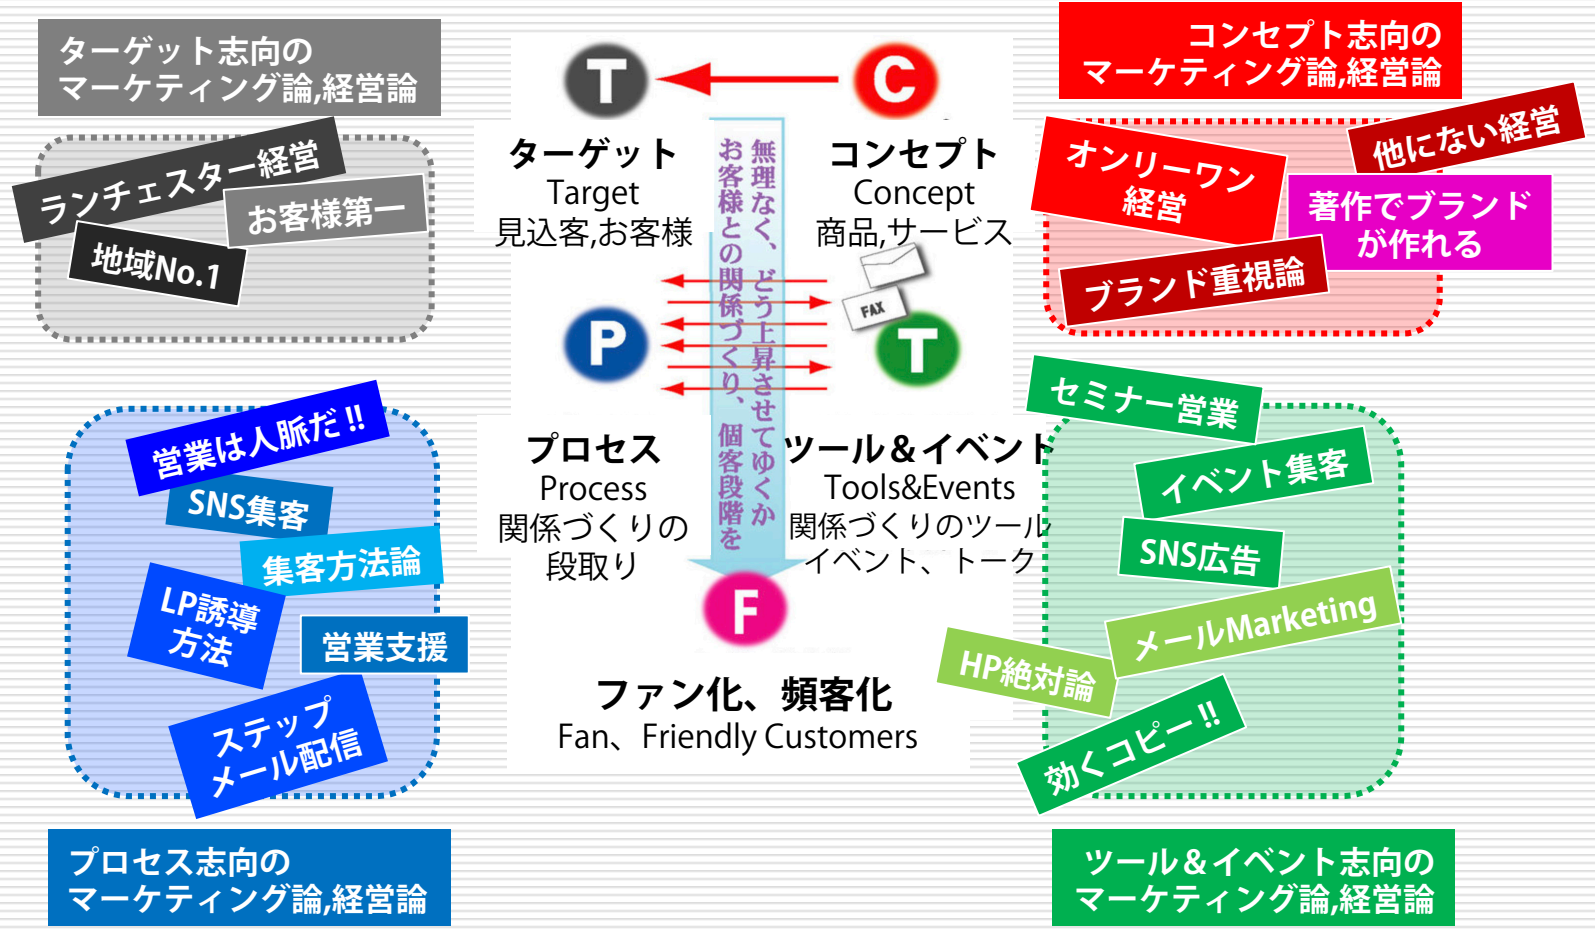 ターゲット志向の
マーケティング論,経営論
ランチェスター経営
お客様第一
地域No.1
T
C
ターゲット
Target
見込客,お客様
コンセプト
Concept
商品,サービス
無理なく、どう上昇させてゆくか
お客様との関係づくり、個客段階を
FAX
P
T
プロセス
Process
関係づくりの
段取り
ツール＆イベント
Tools&Events
関係づくりのツール
イベント、トーク
F
ファン化、頻客化
Fan、Friendly Customers
コンセプト志向の
マーケティング論,経営論
他にない経営
オンリーワン
経営
著作でブランド
が作れる
ブランド重視論
営業は人脈だ!!
SNS集客
集客方法論
LP誘導
方法
営業支援
ステップ
メール配信
プロセス志向の
マーケティング論,経営論
セミナー営業
イベント集客
SNS広告
メールMarketing
HP絶対論
効くコピー!!
ツール＆イベント志向の
マーケティング論,経営論